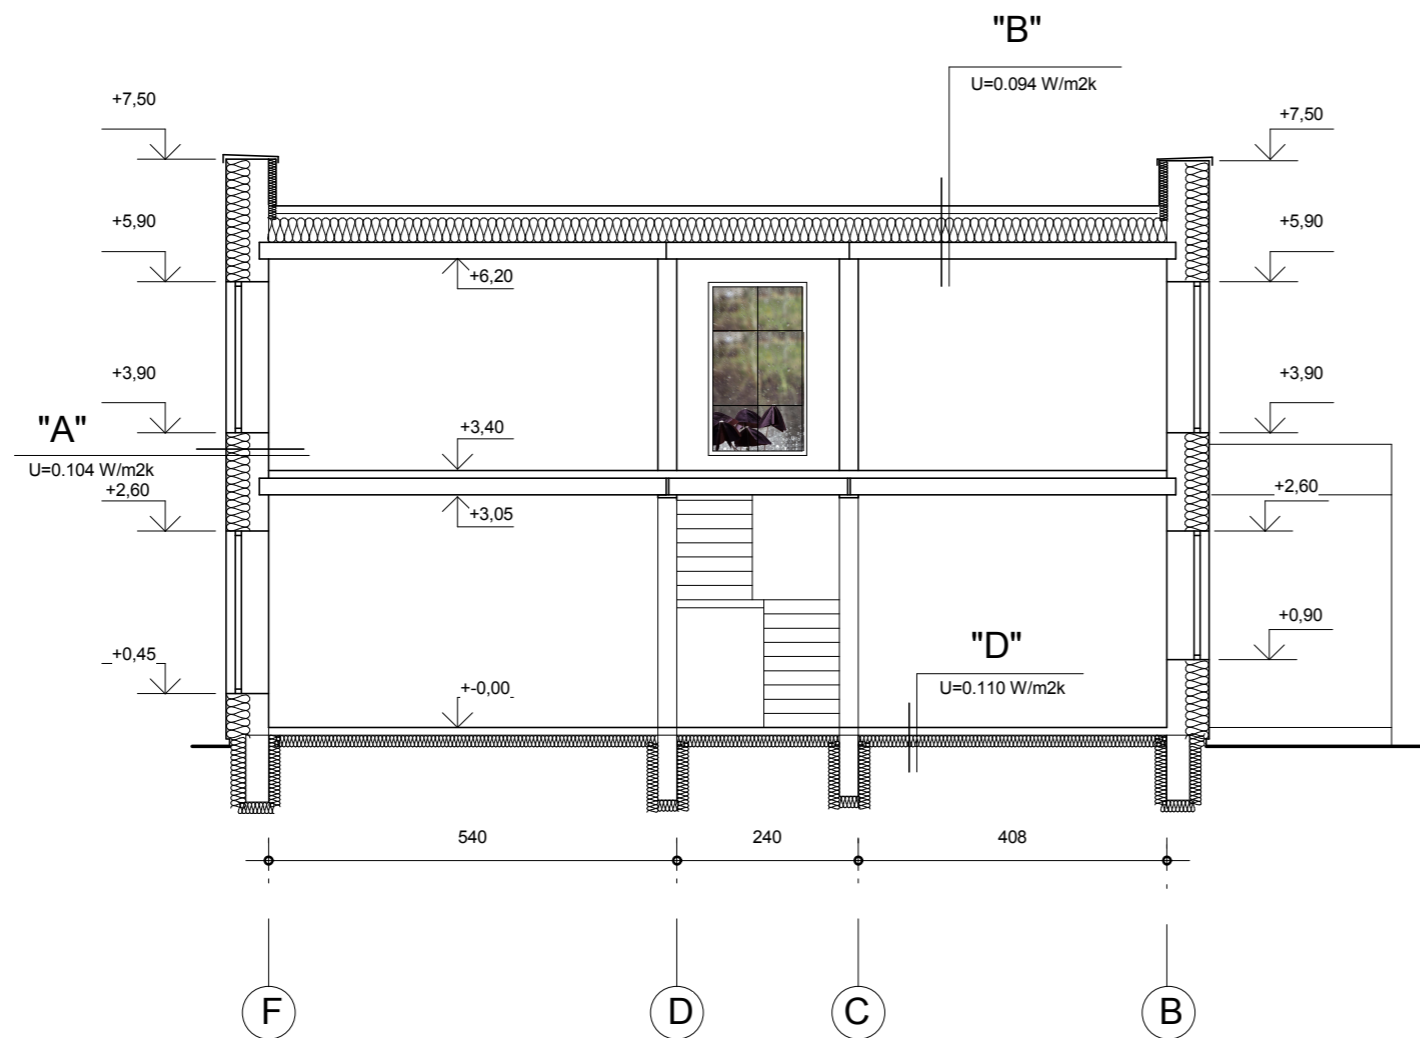 "B"
U=0.094 W/m2k
+7,50
+7,50
+5,90
+5,90
+6,20
+3,90
+3,90
"A"
+3,40
U=0.104 W/m2k
+2,60
+2,60
+3,05
+0,90
"D"
+0,45
+-0,00
U=0.110 W/m2k
540
240
408
F
D
C
B